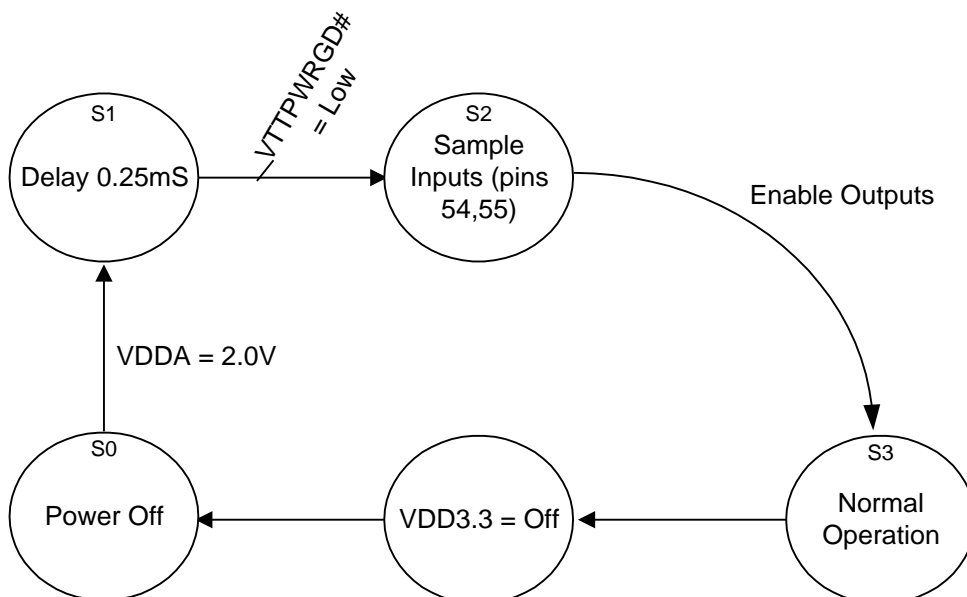 S1
Delay 0.25mS
VTTPWRGD#
= Low
S2
Sample
Inputs (pins
54,55)
Enable Outputs
VDDA = 2.0V
S0
Power Off
VDD3.3 = Off
S3
Normal
Operation